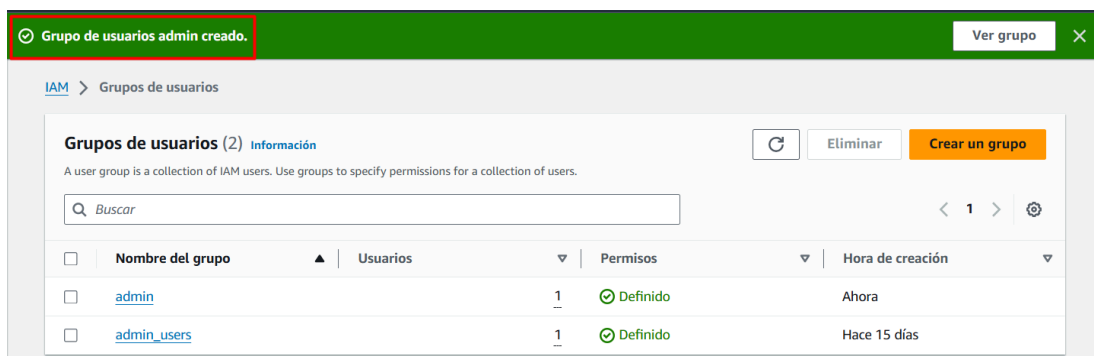 Grupo de usuarios admin creado.
Ver grupo
IAM > Grupos de usuarios
Grupos de usuarios (2) Información
Eliminar
Crear un grupo
A user group is a collection of IAM users. Use groups to specify permissions for a collection of users.
Buscar
1
Nombre del grupo Usuarios Permisos Hora de creación
admin 1 Definido Ahora
admin_users 1 Definido Hace 15 días